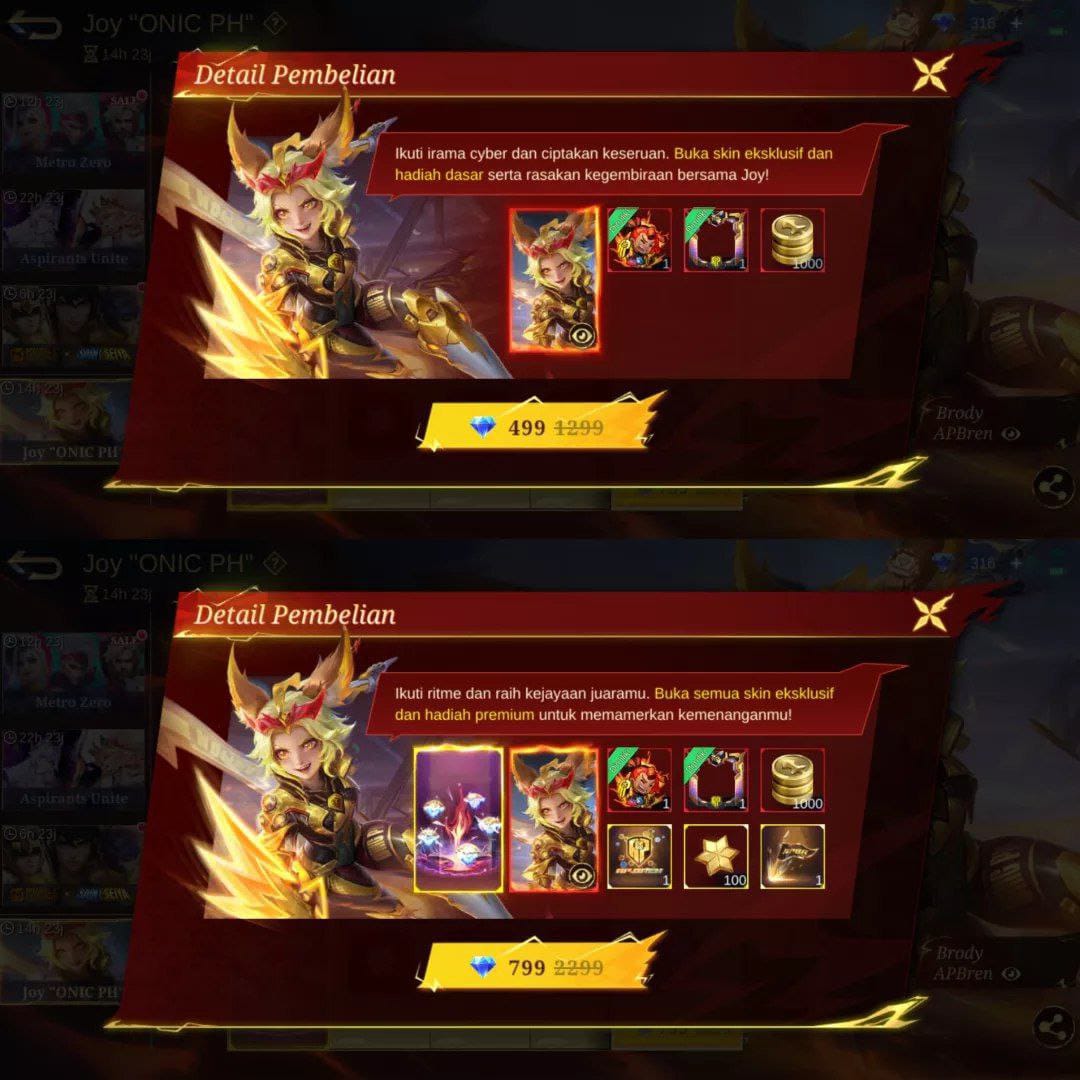 Joy "ONIC PH"
316
14h 23j
Detail Pembelian
12h 23j
SALE
Metro Zero
22h 23j
Aspirants Unite
6h 23j
14h 23j
Joy "ONIC PH"
Ikuti irama cyber dan ciptakan keseruan. Buka skin eksklusif dan
hadiah dasar serta rasakan kegembiraan bersama Joy!
1
1
1000
499 1299
Brody
APBren
Joy "ONIC PH"
316
14h 23j
Detail Pembelian
12h 23j
SALE
Metro Zero
22h 23j
Aspirants Unite
6h 23j
14h 23j
Joy "ONIC PH"
Ikuti ritme dan raih kejayaan juaramu. Buka semua skin eksklusif
dan hadiah premium untuk memamerkan kemenanganmu!
1
1
1000
1
100
1
799 2299
Brody
APBren